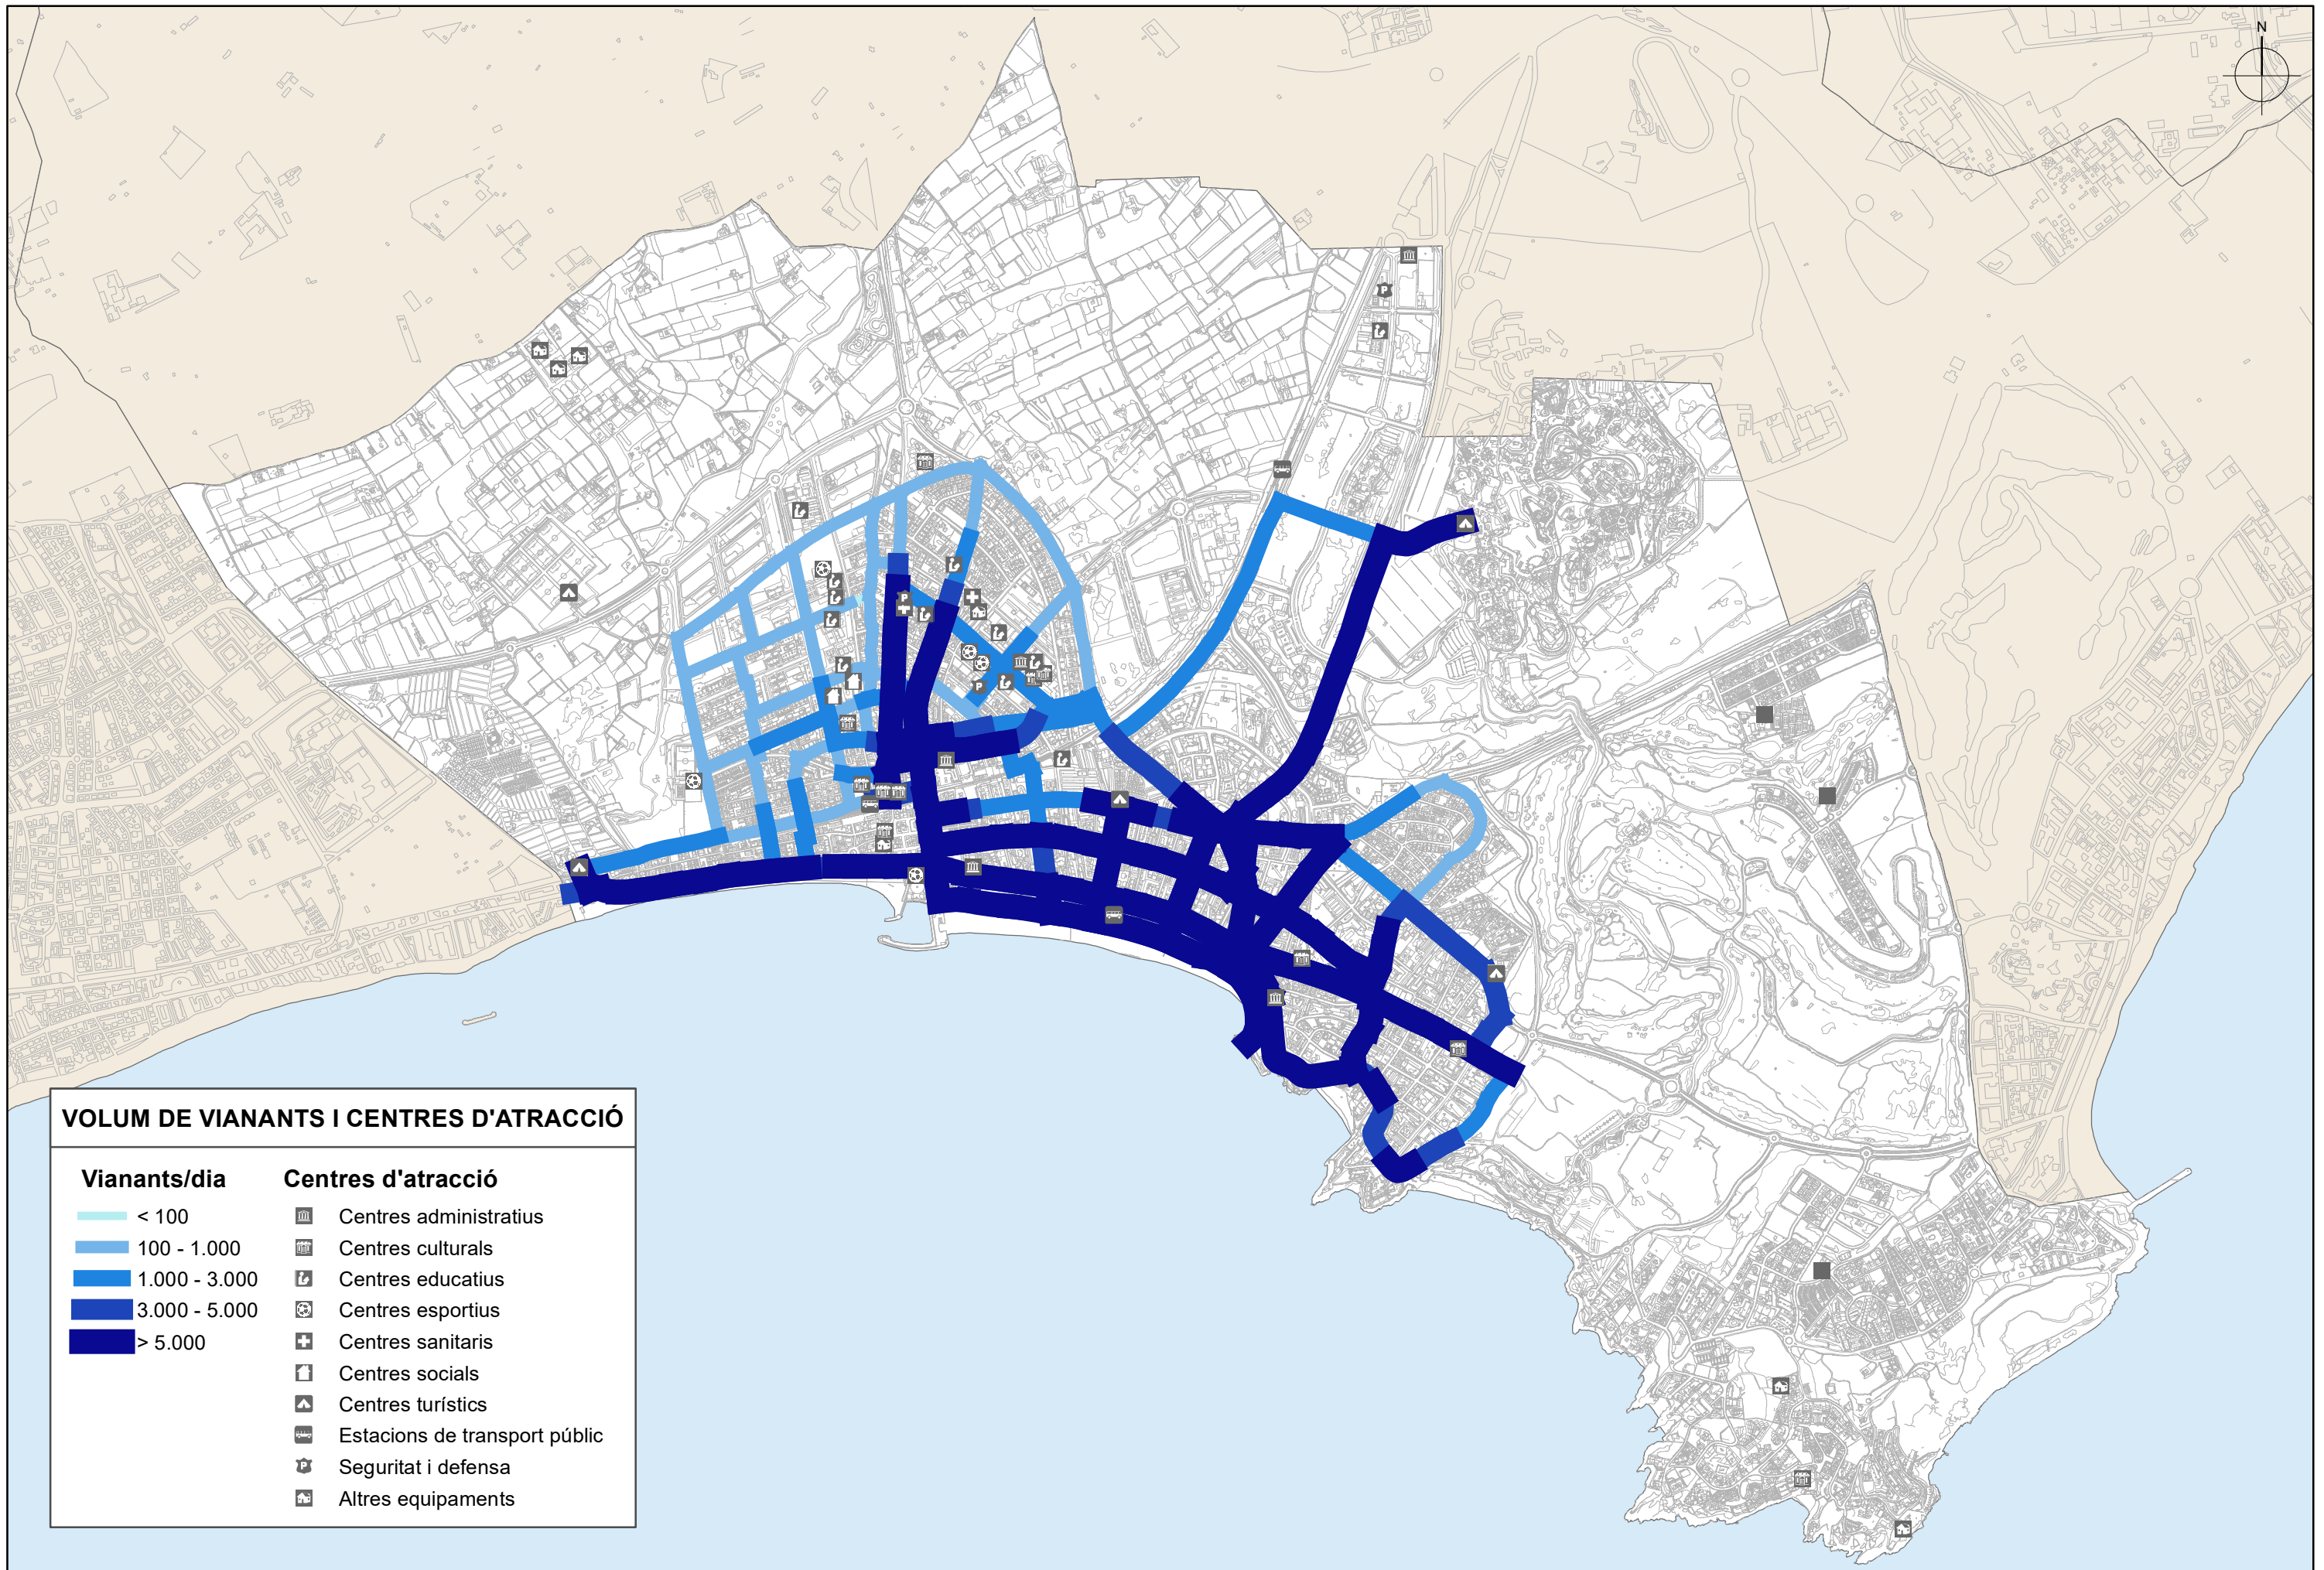 N
VOLUM DE VIANANTS I CENTRES D'ATRACCIÓ
Vianants/dia
< 100
100 - 1.000
1.000 - 3.000
3.000 - 5.000
> 5.000
Centres d'atracció
Centres administratius
Centres culturals
Centres educatius
Centres esportius
Centres sanitaris
Centres socials
Centres turístics
Estacions de transport públic
Seguritat i defensa
Altres equipaments